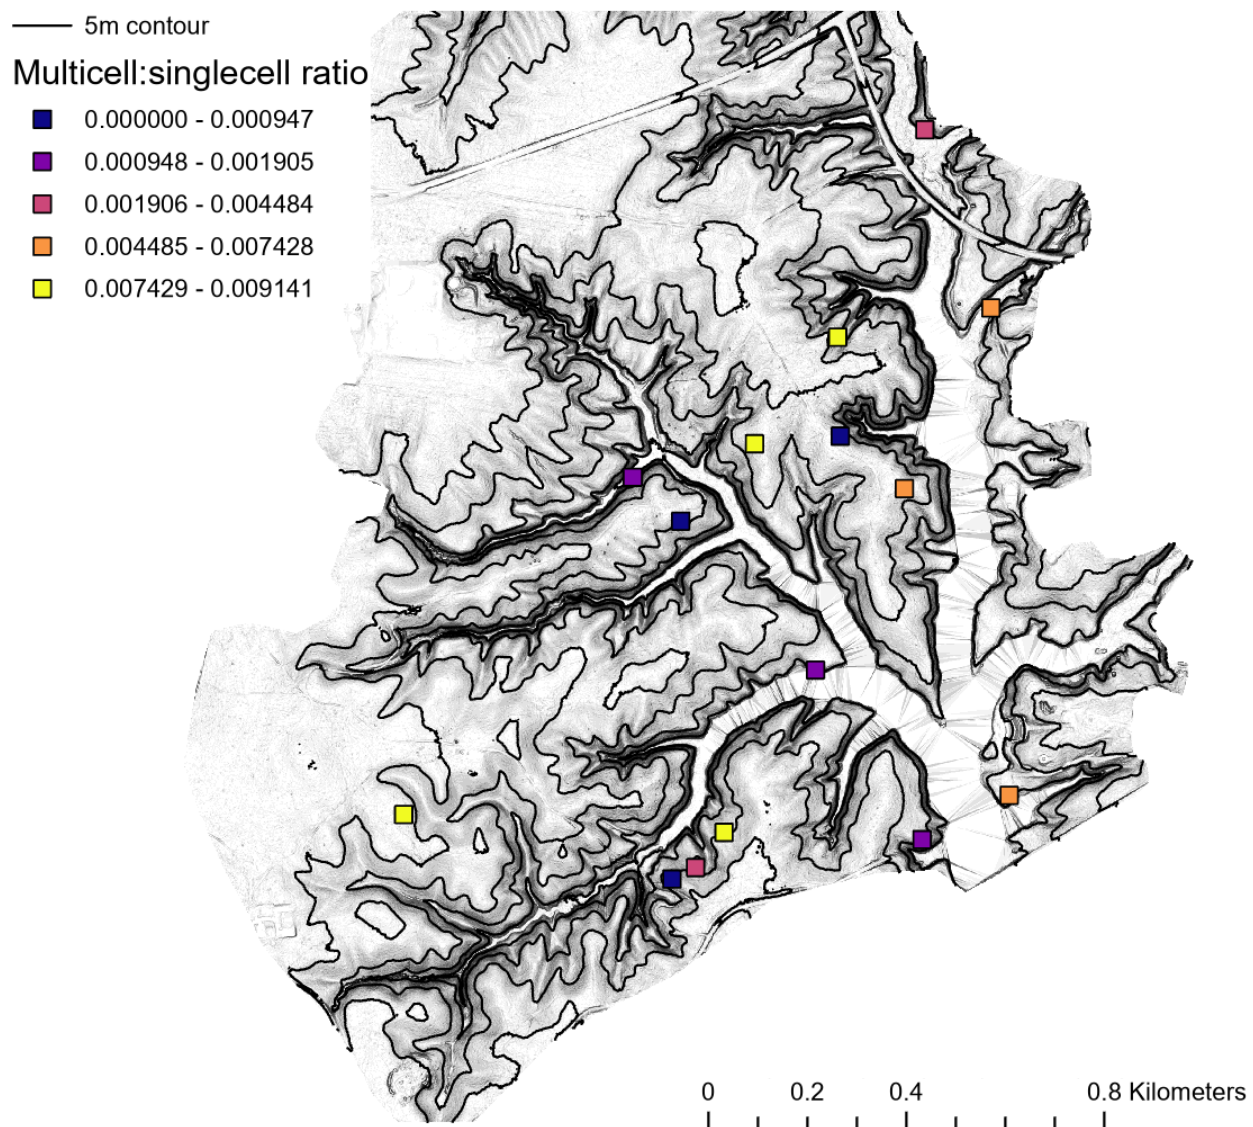 5m contour
Multicell:singlecell ratio
0.000000 - 0.000947
0.000948 - 0.001905
0.001906 - 0.004484
0.004485 - 0.007428
0.007429 - 0.009141
0 0.2 0.4 0.8 Kilometers